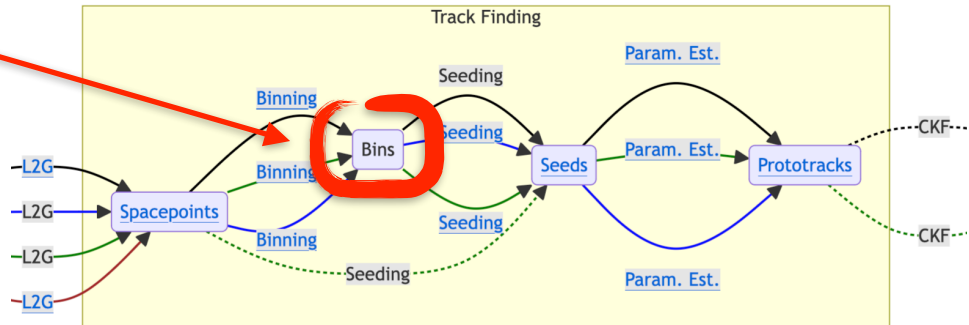 Track Finding
Param. Est.
Seeding
Binning
CKF
Seeding
Bins
Param. Est.
L2G
Binning
Seeds
Prototracks
L2G
Spacepoints
Seeding
Binning
CKF
L2G
Seeding
Param. Est.
L2G